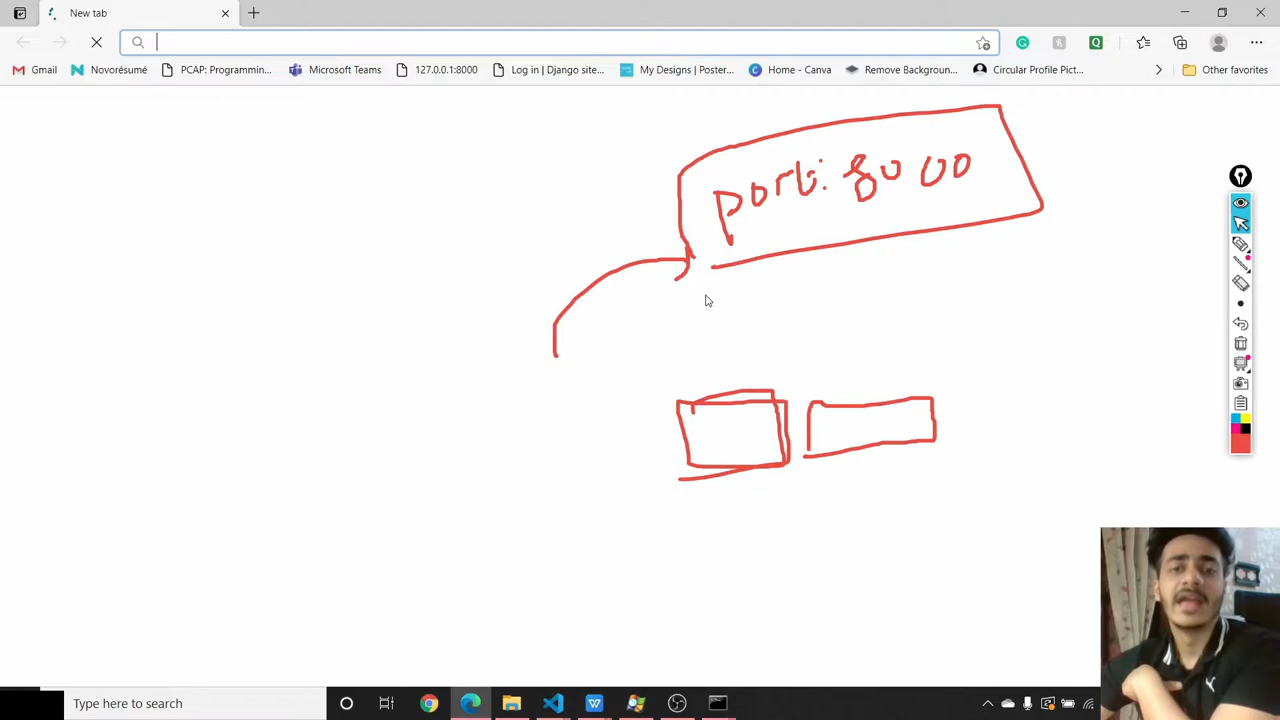 New tab
Gmail
Novorésumé
PCAP: Programmin...
Microsoft Teams
127.0.0.1:8000
Log in | Django site...
My Designs | Poster...
Home - Canva
Remove Backgroun...
Circular Profile Pict...
Other favorites
port: 8000
Type here to search